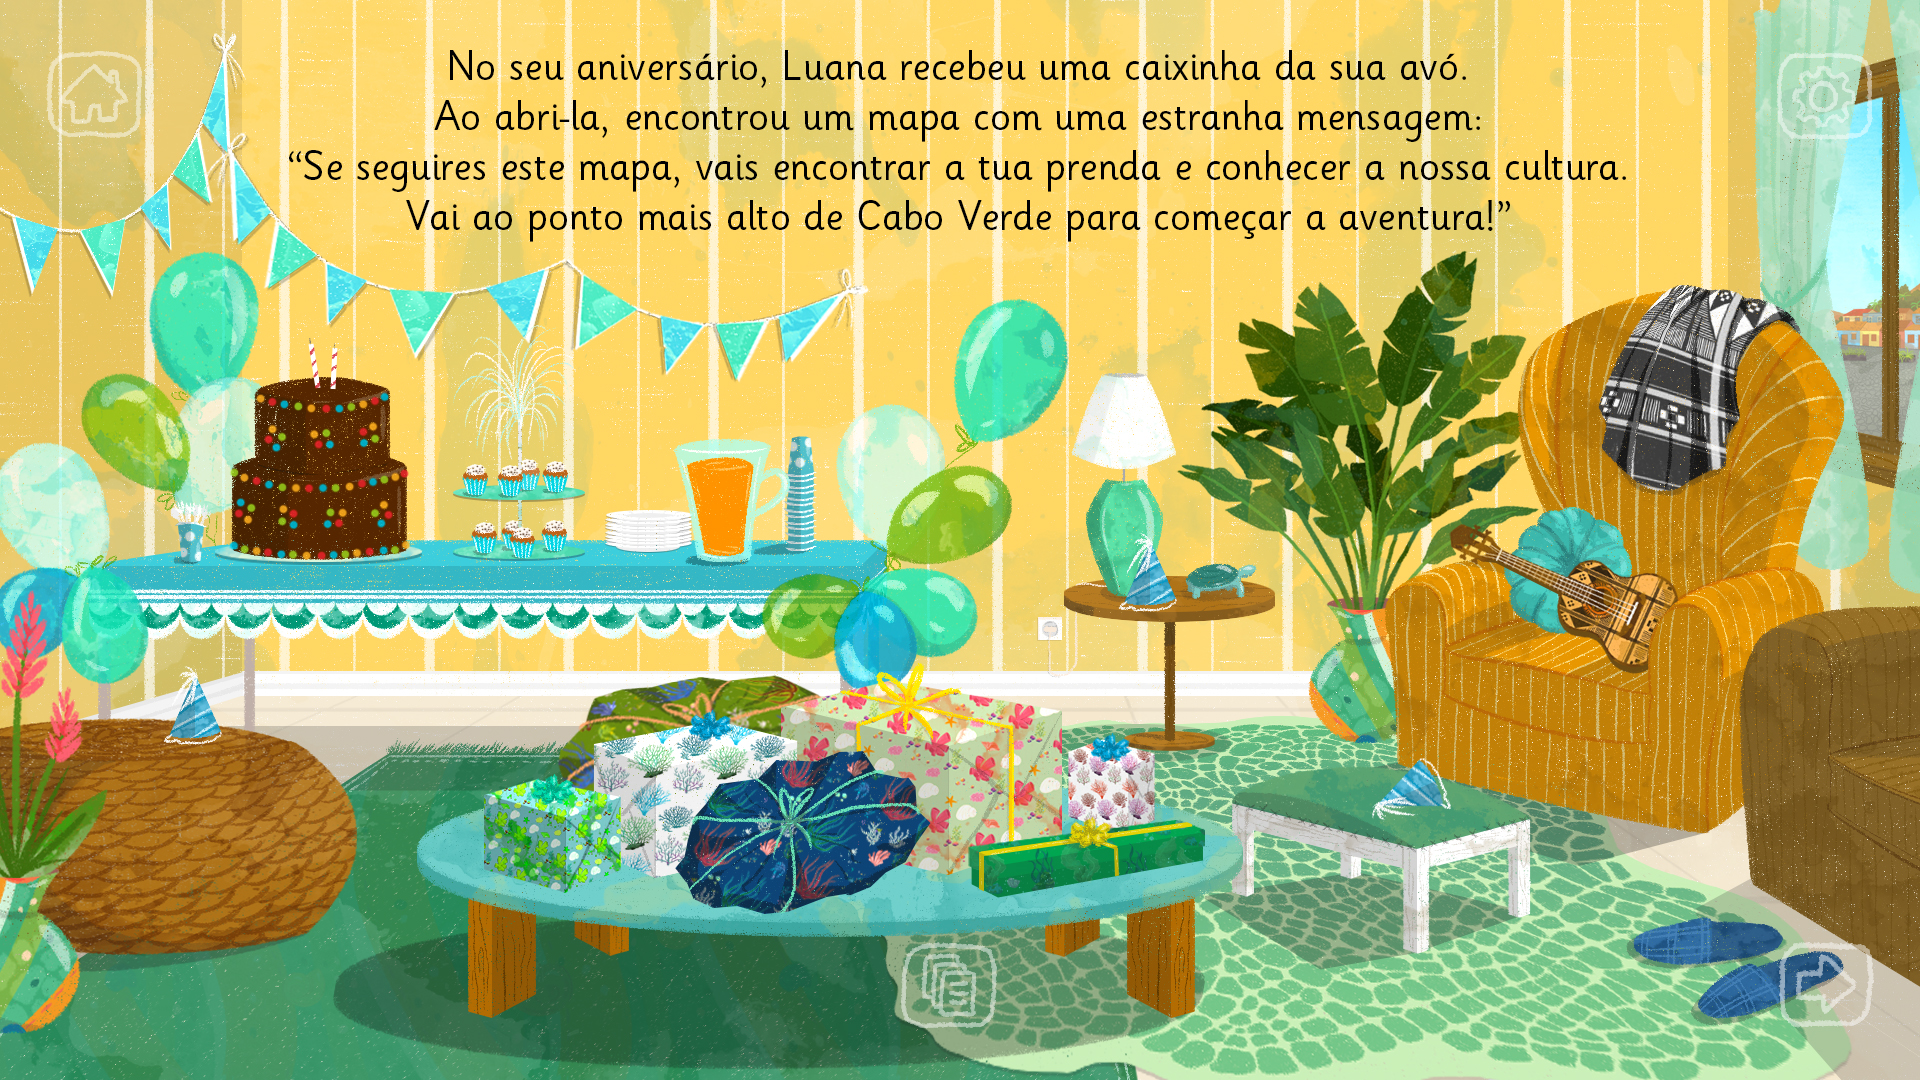 No seu aniversário, Luana recebeu uma caixinha da sua avó.
Ao abri-la, encontrou um mapa com uma estranha mensagem:
“Se seguires este mapa, vais encontrar a tua prenda e conhecer a nossa cultura.
Vai ao ponto mais alto de Cabo Verde para começar a aventura!”